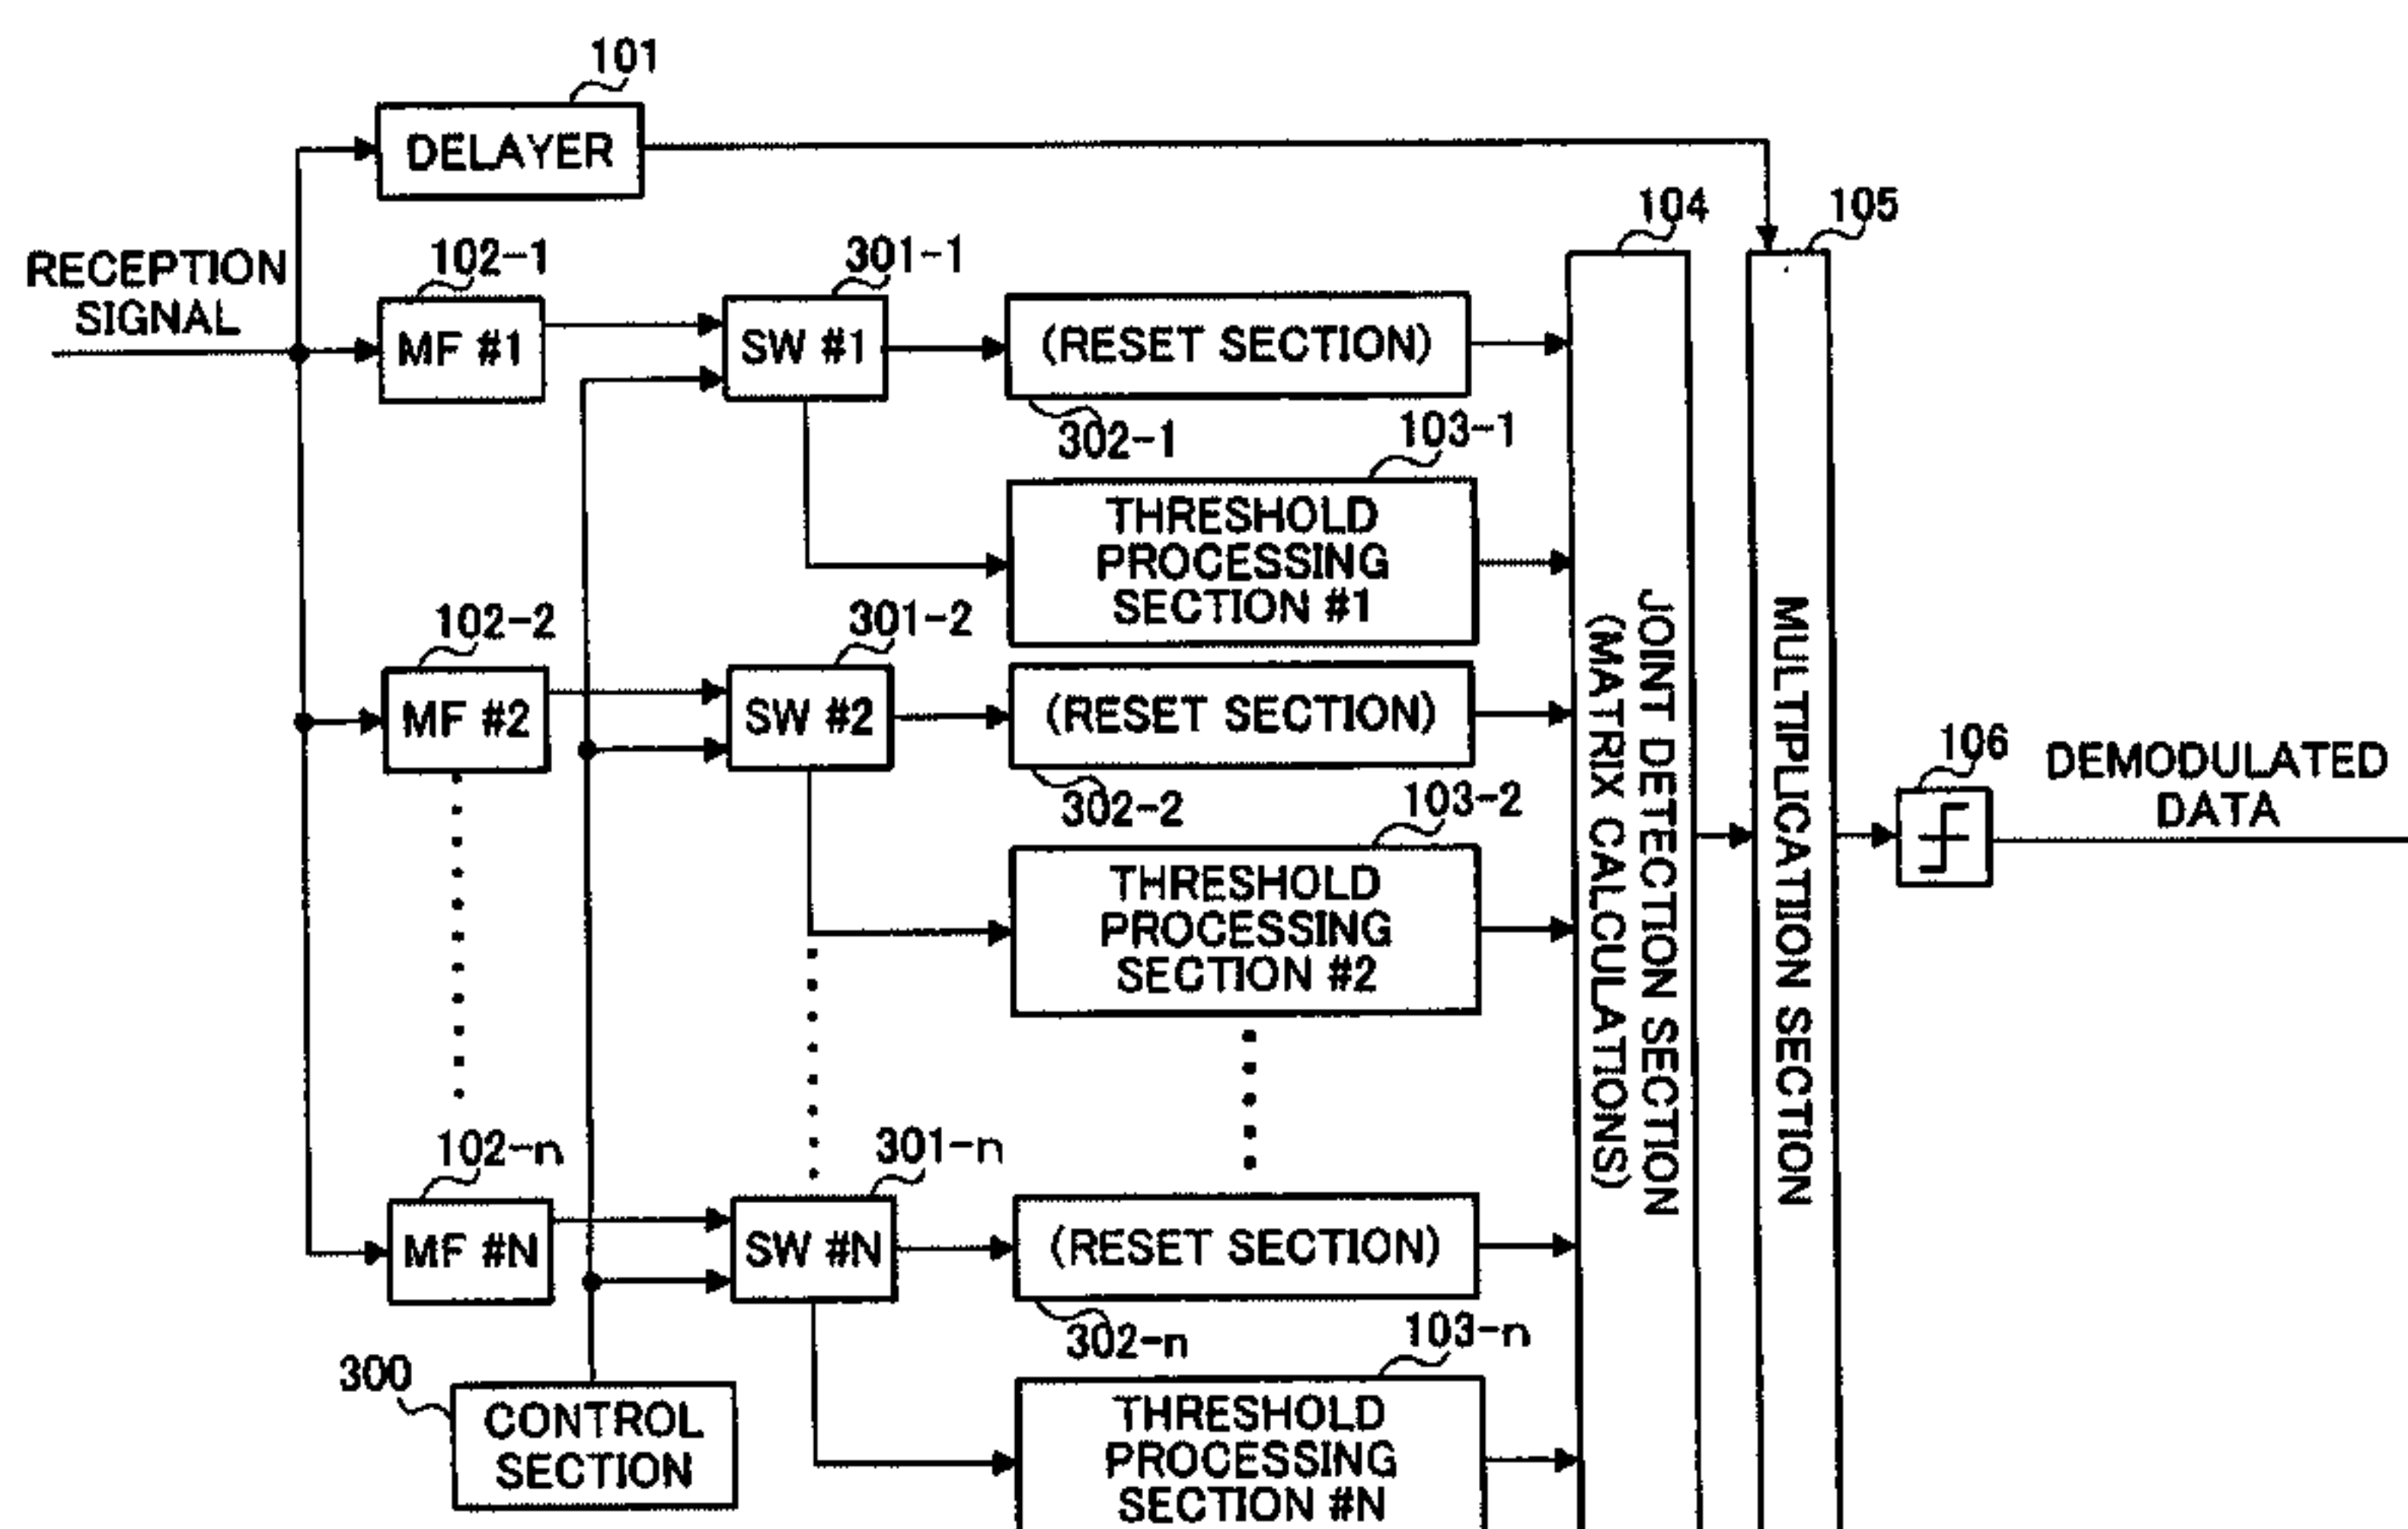 101
DELAYER
104
105
RECEPTION
SIGNAL
102-1
301-1
MF #1
SW #1
(RESET SECTION)
302-1
103-1
THRESHOLD
PROCESSING
SECTION #1
102-2
301-2
MF #2
SW #2
(RESET SECTION)
302-2
103-2
THRESHOLD
PROCESSING
SECTION #2
JOINT DETECTION SECTION
(MATRIX CALCULATIONS)
MULTIPLICATION SECTION
106
DEMODULATED
DATA
102-n
301-n
MF #N
SW #N
(RESET SECTION)
302-n
103-n
300
CONTROL
SECTION
THRESHOLD
PROCESSING
SECTION #N